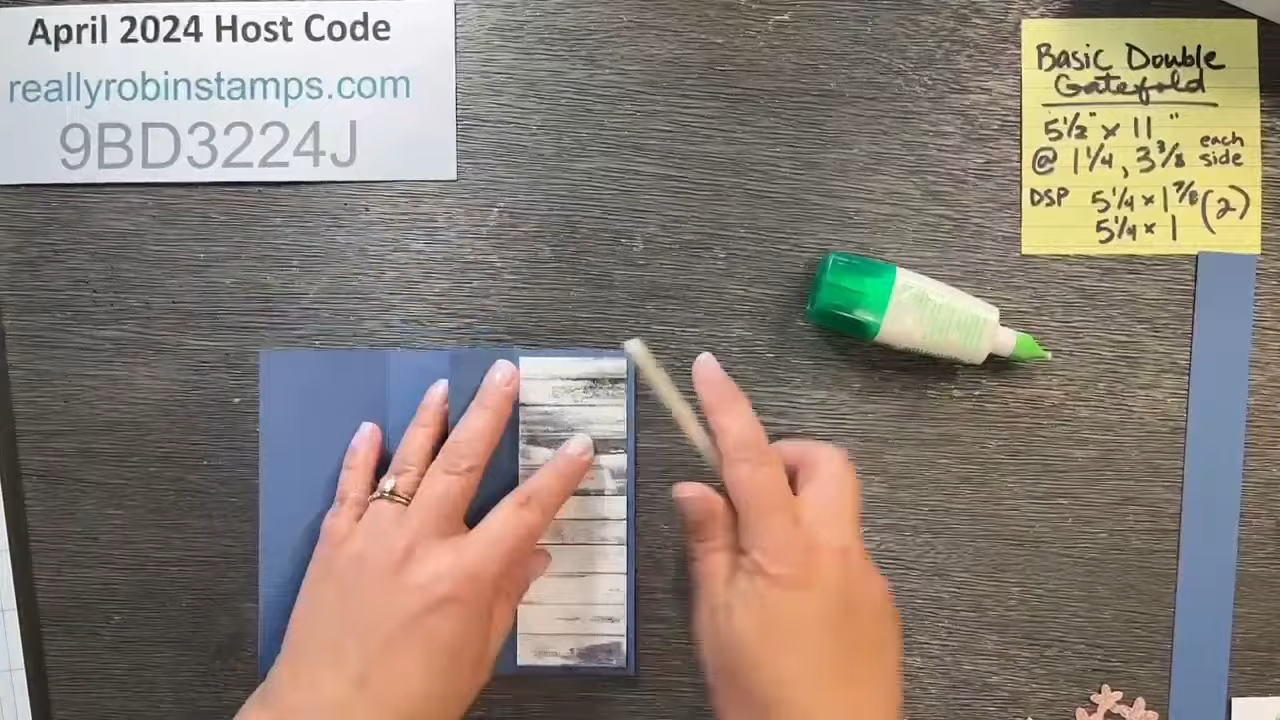 April 2024 Host Code
reallyrobinstamps.com
9BD3224J
Basic Double
Gatefold
5½" x 11"
@ 1¼, 3⅜ each side
DSP 5¼ x 1⅞ (2)
5¼ x 1